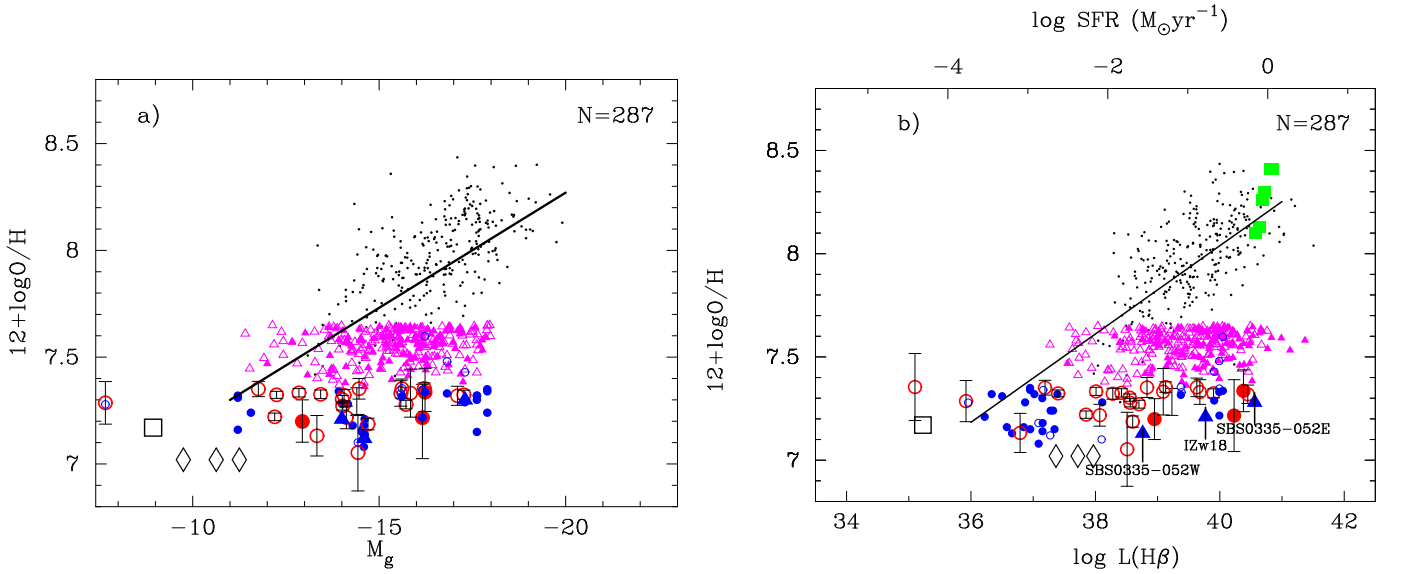 a)
N=287
8.5
8
7.5
7
12+logO/H
−10
−15
−20
M_g
log SFR (M⊙yr⁻¹)
−4
−2
0
b)
N=287
8.5
8
7.5
7
12+logO/H
SBS0335−052E
IZw18
SBS0335−052W
34
36
38
40
42
log L(Hβ)